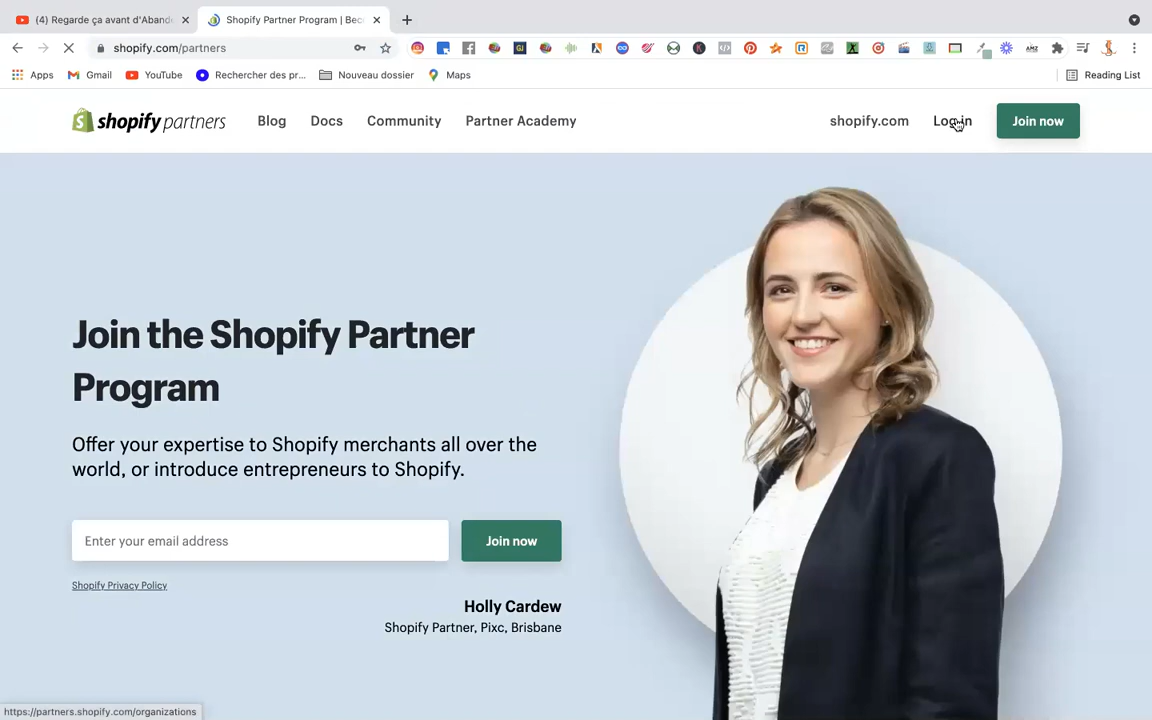 (4) Regarde ça avant d'Aband
Shopify Partner Program | Bec
shopify.com/partners
Apps
Gmail
YouTube
Rechercher des pr...
Nouveau dossier
Maps
Reading List
shopify partners
Blog
Docs
Community
Partner Academy
shopify.com
Log in
Join now
Join the Shopify Partner
Program
Offer your expertise to Shopify merchants all over the
world, or introduce entrepreneurs to Shopify.
Enter your email address
Join now
Shopify Privacy Policy
Holly Cardew
Shopify Partner, Pixc, Brisbane
https://partners.shopify.com/organizations